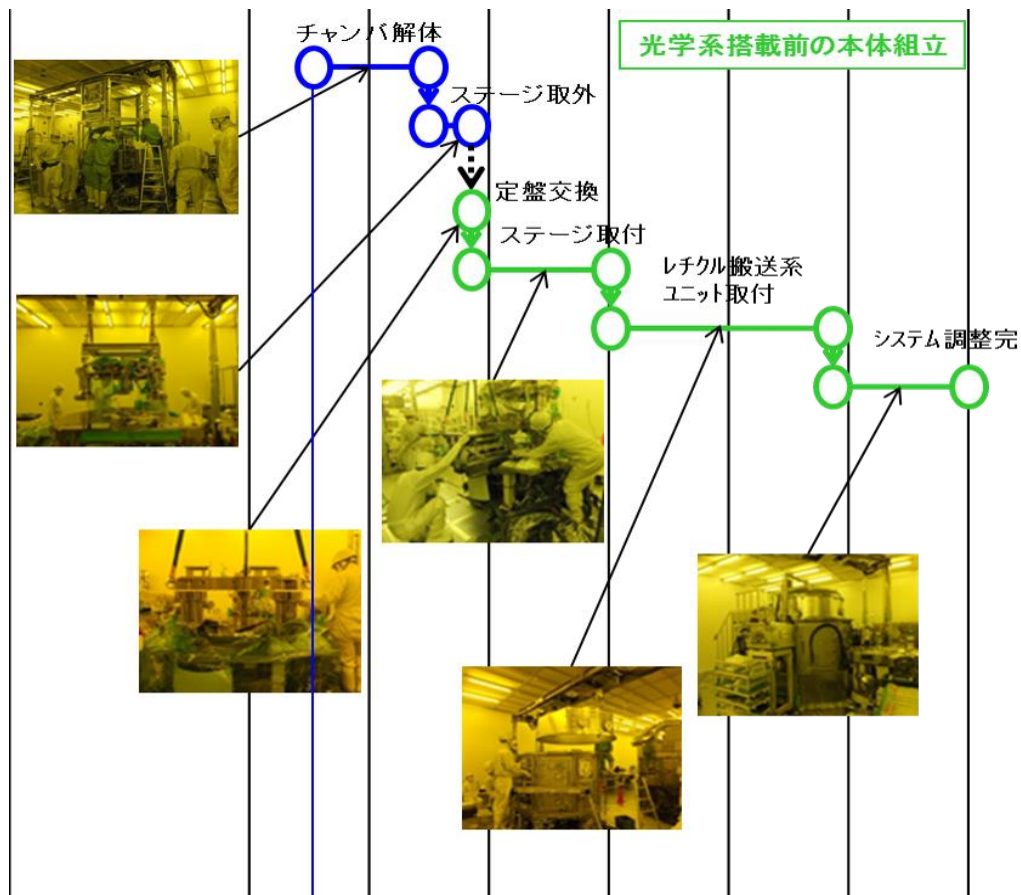 チャンバ解体
光学系搭載前の本体組立
ステージ取外
定盤交換
ステージ取付
レチクル搬送系
ユニット取付
システム調整完